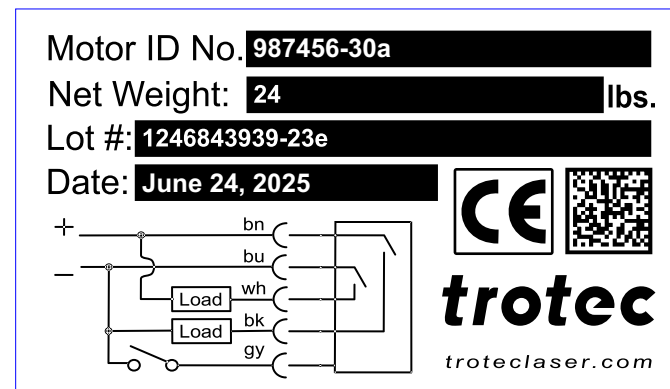 Motor ID No. 987456-30a
Net Weight: 24 lbs.
Lot #: 1246843939-23e
Date: June 24, 2025
CE
+ bn
− bu
Load wh
Load bk
gy
trotec
troteclaser.com